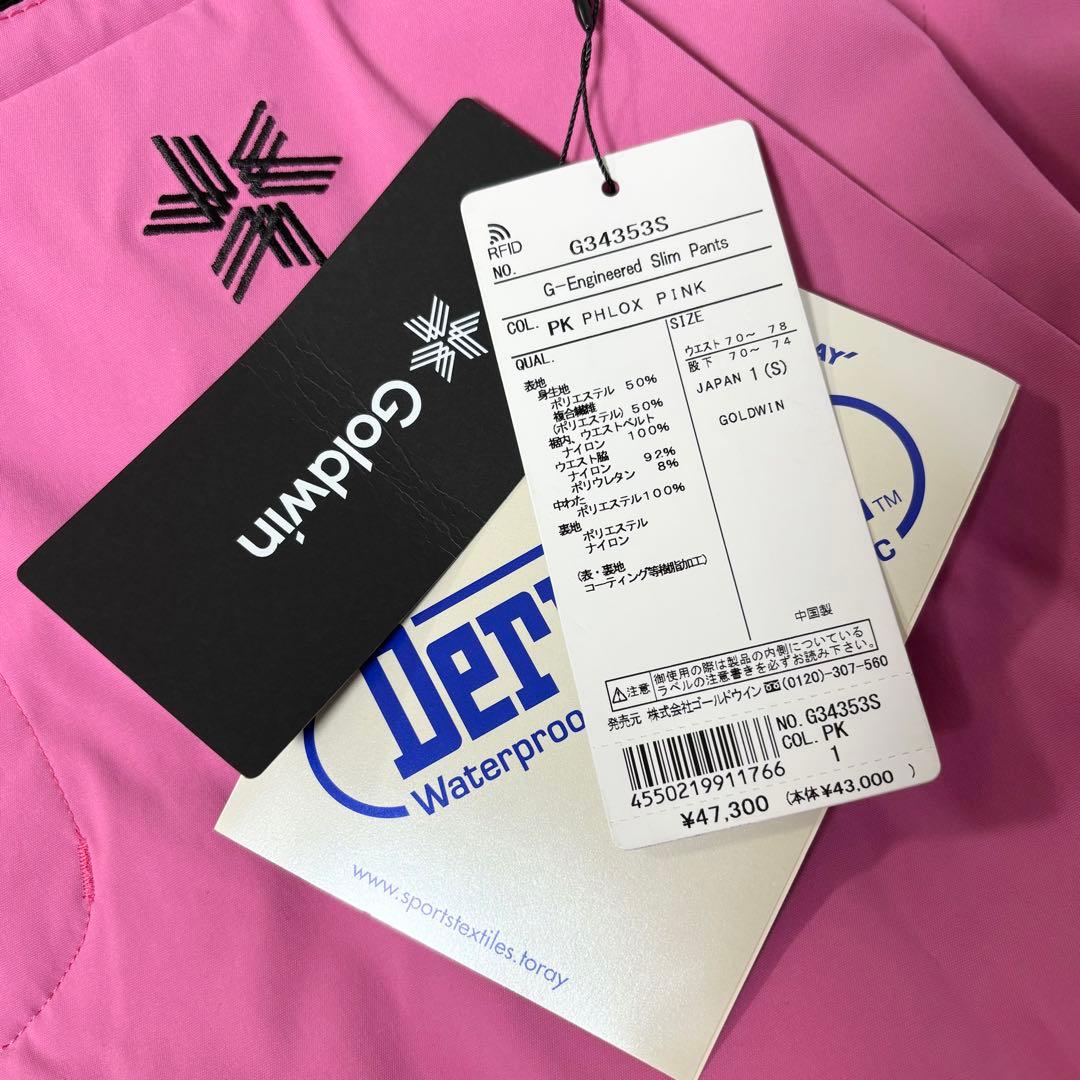 Goldwin
RFID
NO. G34353S
G-Engineered Slim Pants
COL. PK PHLOX PINK
QUAL.
表地
身生地
ポリエステル 50%
複合繊維
(ポリエステル) 50%
裾内、ウエストベルト
ナイロン 100%
ウエスト脇
ナイロン 92%
ポリウレタン 8%
中わた
ポリエステル100%
裏地
ポリエステル
ナイロン
(表・裏地
コーティング等樹脂加工)
SIZE
ウエスト70～ 78
股下 70～ 74
JAPAN 1 (S)
GOLDWIN
中国製
注意 御使用の際は製品の内側についている
ラベルの注意書きを必ずお読み下さい。
発売元 株式会社ゴールドウイン (0120)-307-560
NO. G34353S
COL. PK
1
4550219911766
¥47,300 (本体¥43,000 )
TM
www.sportstextiles.toray